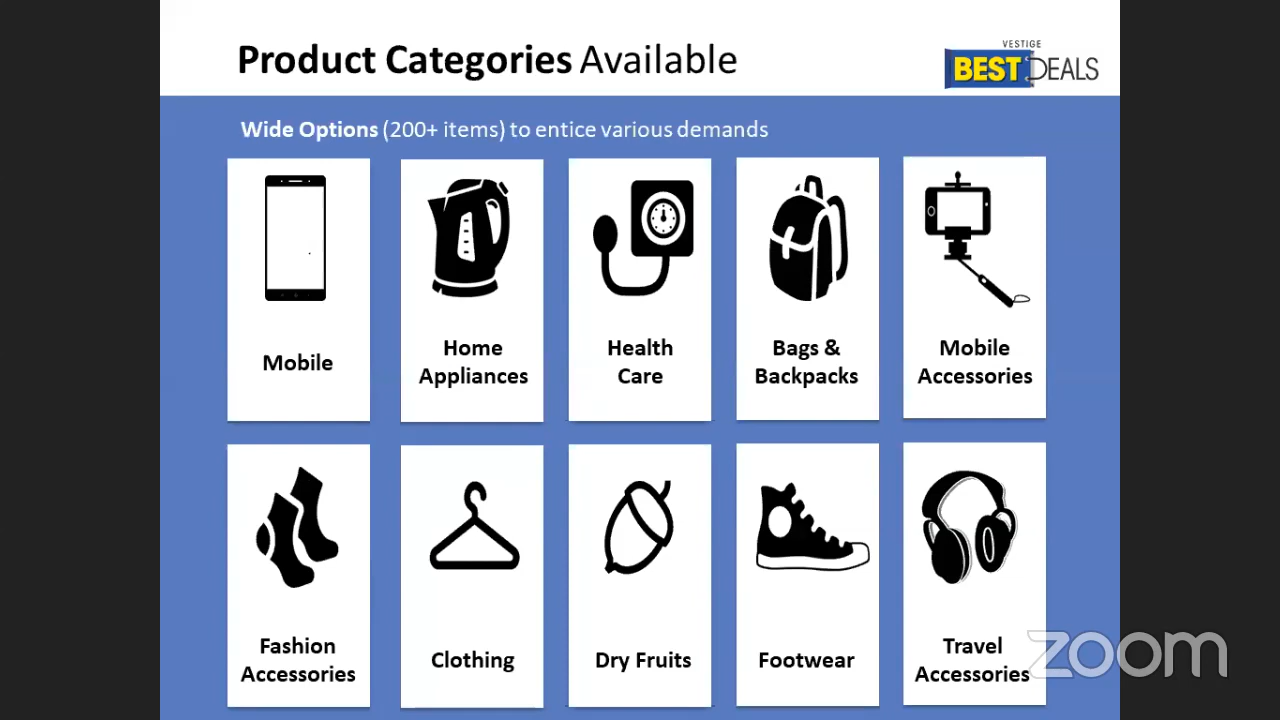 Product Categories Available
VESTIGE
BEST DEALS
Wide Options (200+ items) to entice various demands
Mobile
Home
Appliances
Health
Care
Bags &
Backpacks
Mobile
Accessories
Fashion
Accessories
Clothing
Dry Fruits
Footwear
Travel
Accessories
zoom